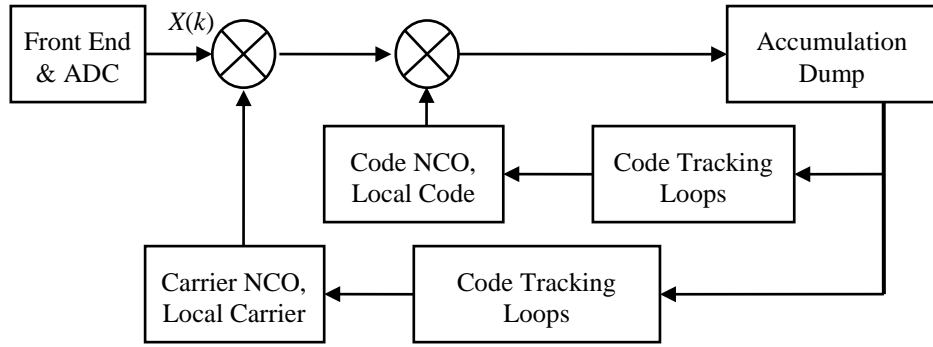 X(k)
Front End
& ADC
Accumulation
Dump
Code NCO,
Local Code
Code Tracking
Loops
Carrier NCO,
Local Carrier
Code Tracking
Loops